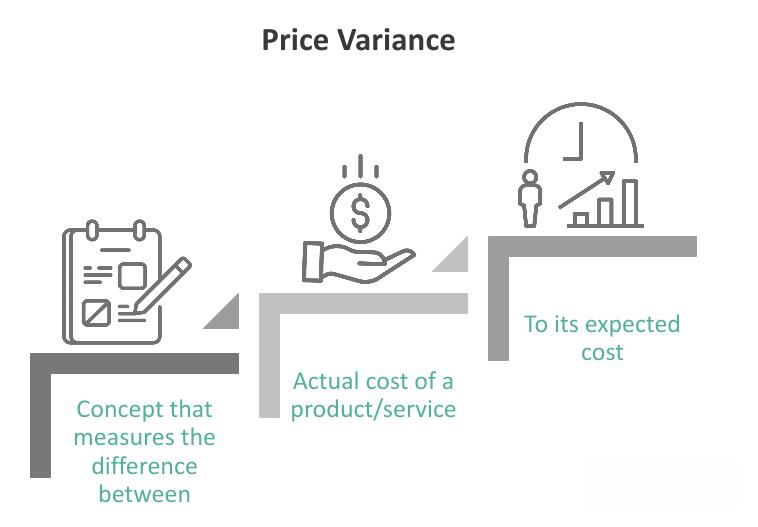 Price Variance
Concept that
measures the
difference
between
Actual cost of a
product/service
To its expected
cost
$